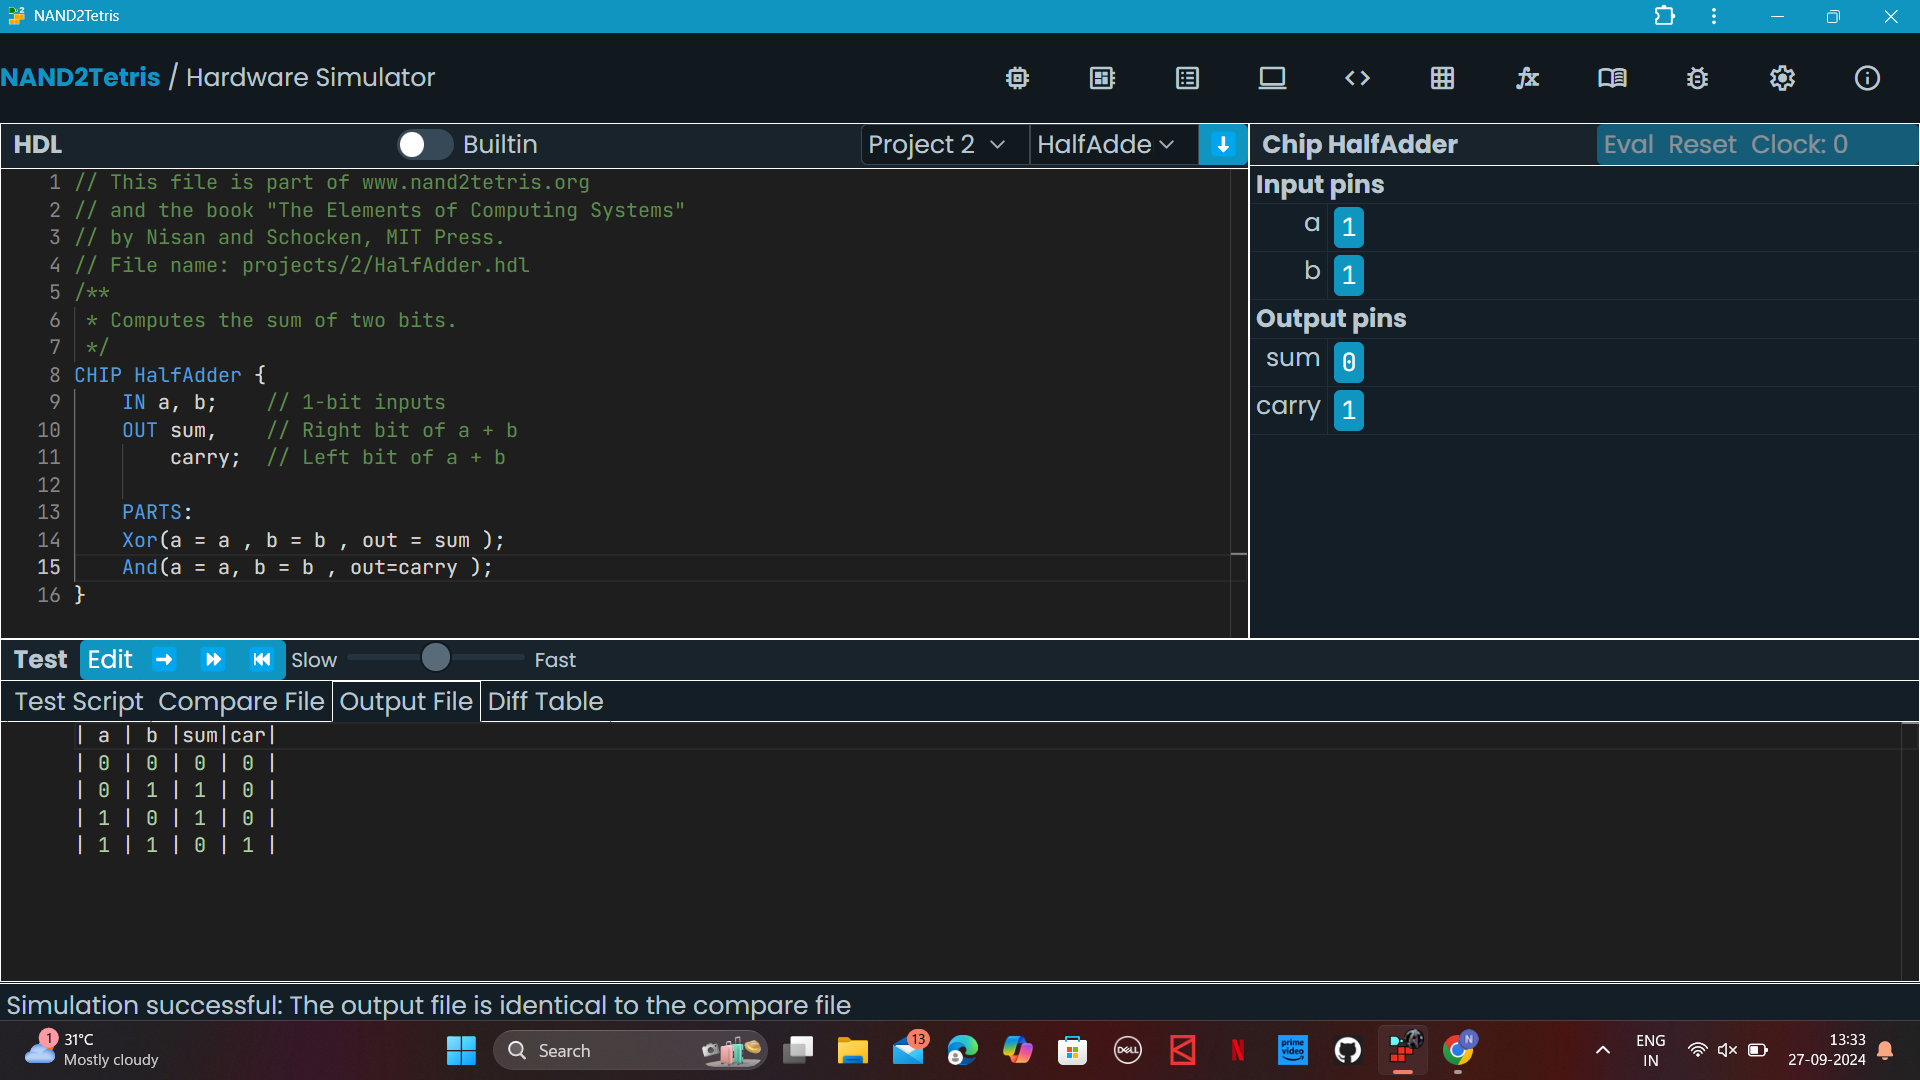 NAND2Tetris
NAND2Tetris / Hardware Simulator
HDL
Builtin
Project 2
HalfAdde
Chip HalfAdder
Eval Reset Clock: 0
1 // This file is part of www.nand2tetris.org
2 // and the book "The Elements of Computing Systems"
3 // by Nisan and Schocken, MIT Press.
4 // File name: projects/2/HalfAdder.hdl
5 /**
6 * Computes the sum of two bits.
7 */
8 CHIP HalfAdder {
9 IN a, b; // 1-bit inputs
10 OUT sum, // Right bit of a + b
11 carry; // Left bit of a + b
12
13 PARTS:
14 Xor(a = a , b = b , out = sum );
15 And(a = a, b = b , out=carry );
16 }
Input pins
a 1
b 1
Output pins
sum 0
carry 1
Test Edit Slow Fast
Test Script Compare File Output File Diff Table
| a | b |sum|car|
| 0 | 0 | 0 | 0 |
| 0 | 1 | 1 | 0 |
| 1 | 0 | 1 | 0 |
| 1 | 1 | 0 | 1 |
Simulation successful: The output file is identical to the compare file
1
31°C
Mostly cloudy
Search
13
DELL
N
prime video
N
ENG
IN
13:33
27-09-2024